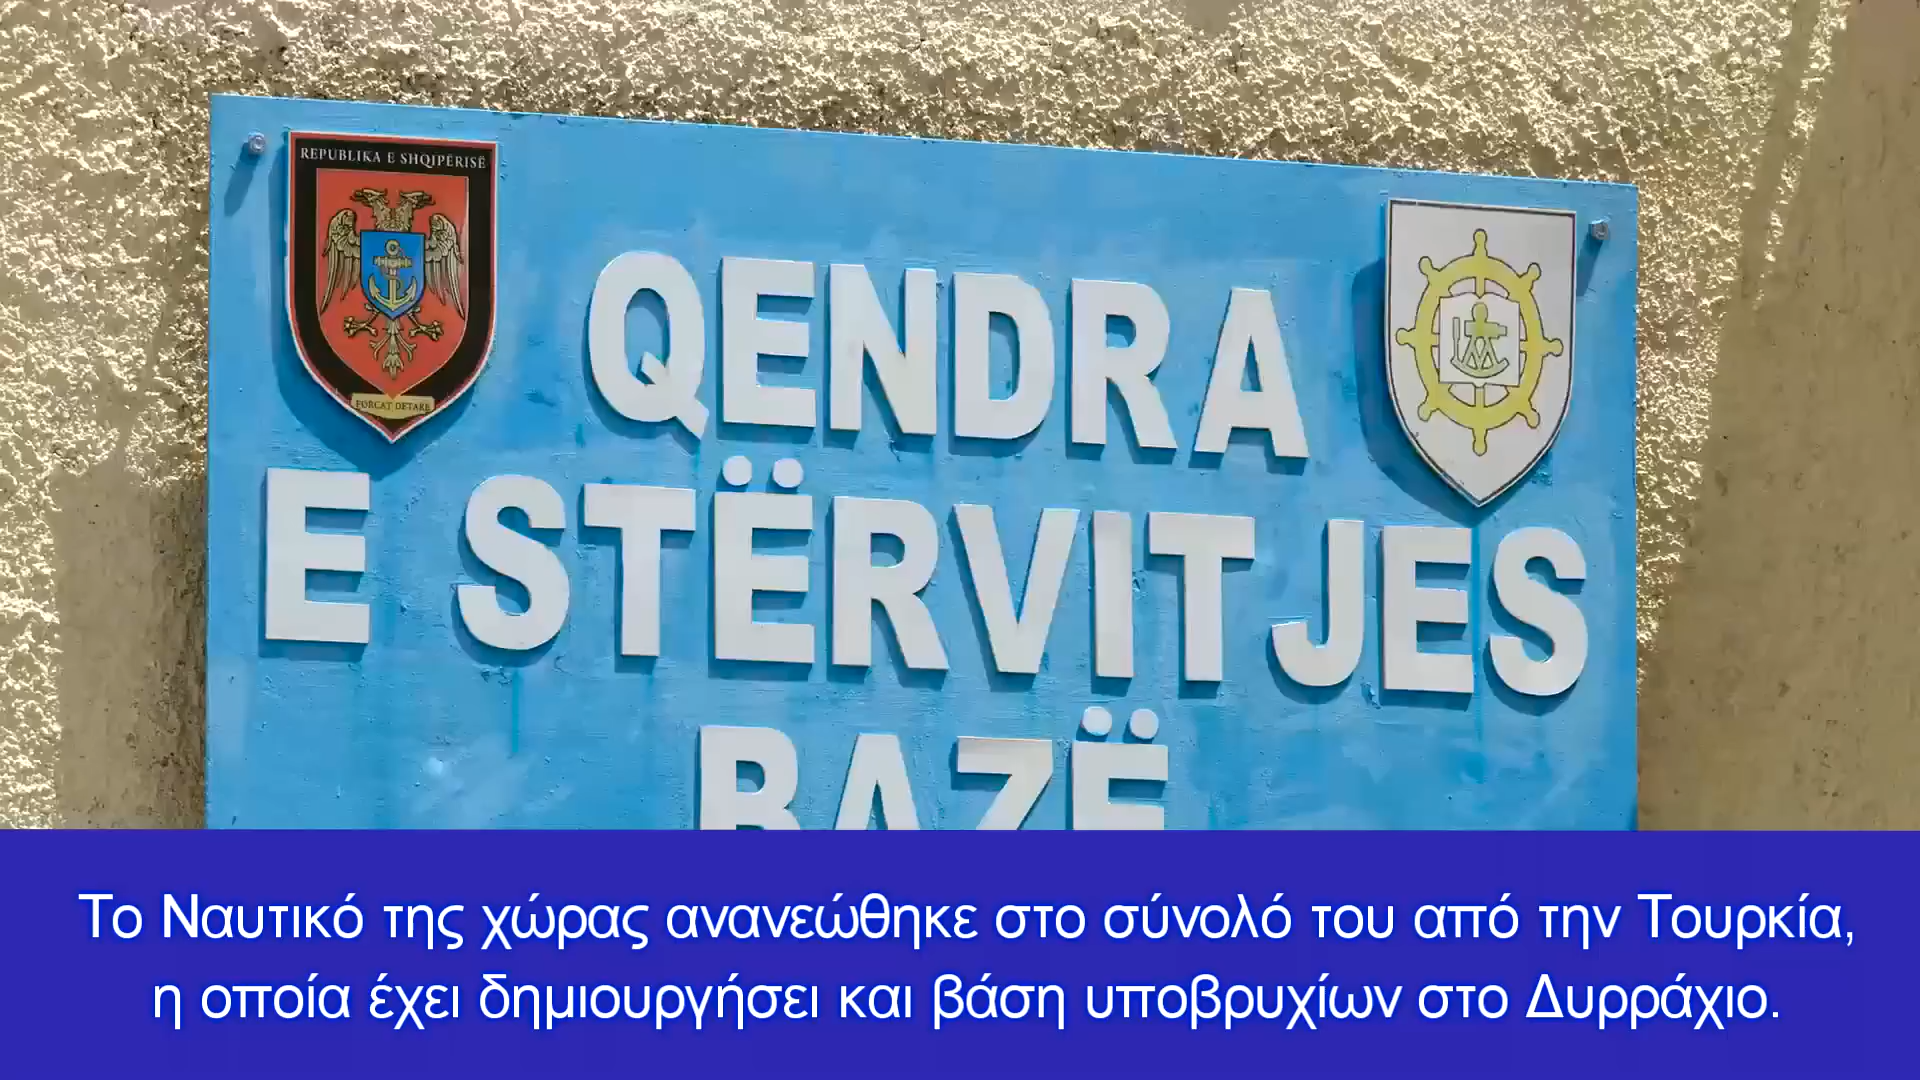 REPUBLIKA E SHQIPËRISË
FORCAT DETARE
QENDRA
E STËRVITJES
BAZË
Το Ναυτικό της χώρας ανανεώθηκε στο σύνολό του από την Τουρκία,
η οποία έχει δημιουργήσει και βάση υποβρυχίων στο Δυρράχιο.